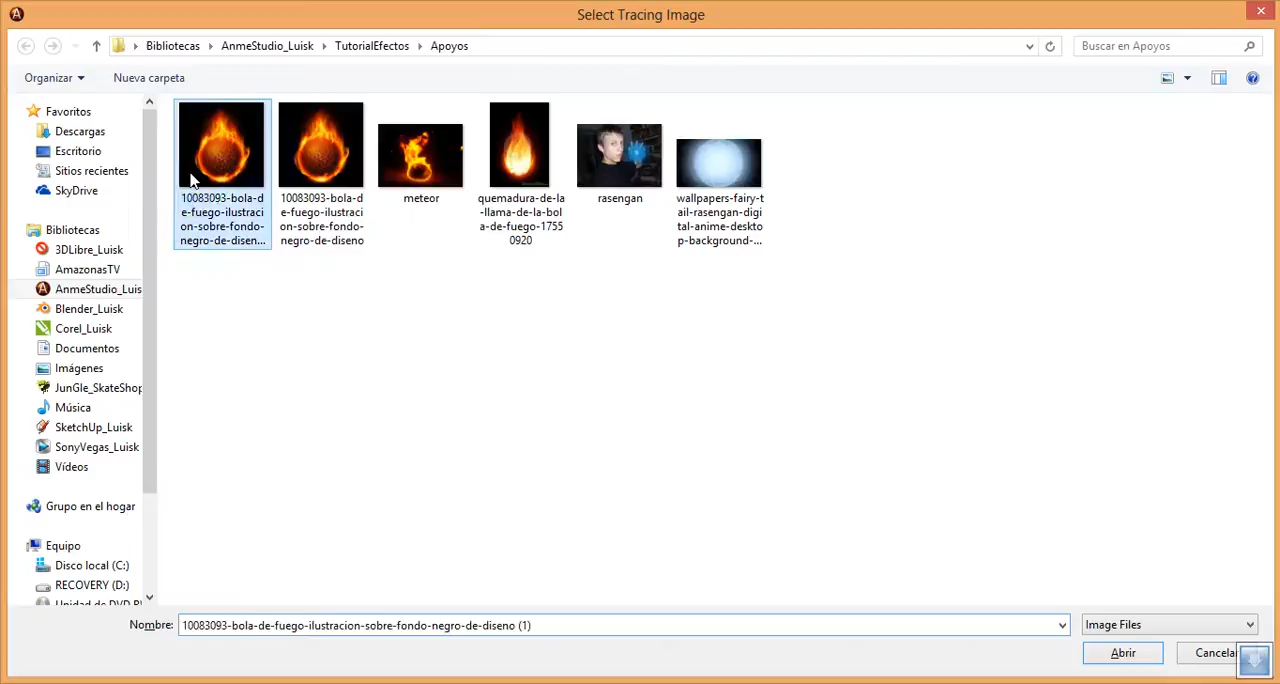 Select Tracing Image
Bibliotecas
AnmeStudio_Luisk
TutorialEfectos
Apoyos
Buscar en Apoyos
Organizar
Nueva carpeta
Favoritos
Descargas
Escritorio
Sitios recientes
SkyDrive
Bibliotecas
3DLibre_Luisk
AmazonasTV
AnmeStudio_Luis
Blender_Luisk
Corel_Luisk
Documentos
Imágenes
JunGle_SkateShop
Música
SketchUp_Luisk
SonyVegas_Luisk
Vídeos
Grupo en el hogar
Equipo
Disco local (C:)
RECOVERY (D:)
10083093-bola-d
e-fuego-ilustraci
on-sobre-fondo-
negro-de-disen...
10083093-bola-d
e-fuego-ilustraci
on-sobre-fondo-
negro-de-diseno
meteor
quemadura-de-la
-llama-de-la-bol
a-de-fuego-1755
0920
rasengan
wallpapers-fairy-t
ail-rasengan-digi
tal-anime-deskto
p-background-...
Nombre:
10083093-bola-de-fuego-ilustracion-sobre-fondo-negro-de-diseno (1)
Image Files
Abrir
Cancelar